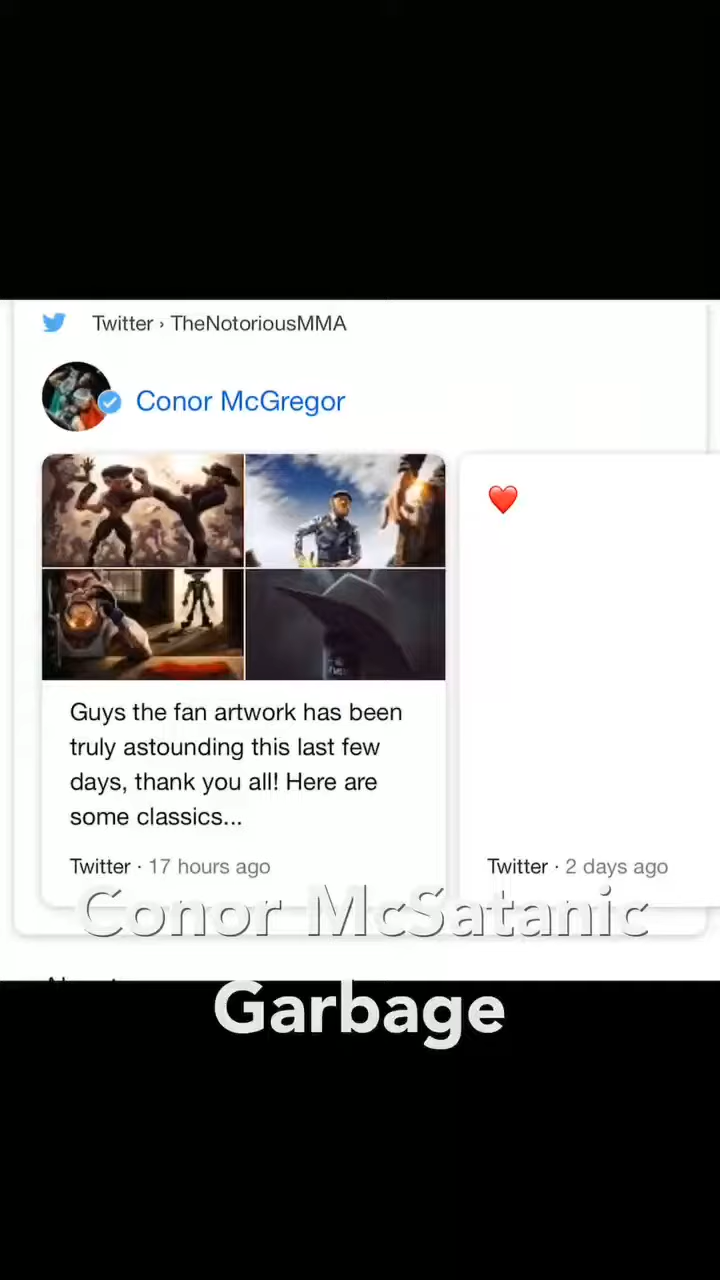 Twitter › TheNotoriousMMA
Conor McGregor
❤️
Guys the fan artwork has been
truly astounding this last few
days, thank you all! Here are
some classics...
Twitter · 17 hours ago
Twitter · 2 days ago
Conor McSatanic
Garbage